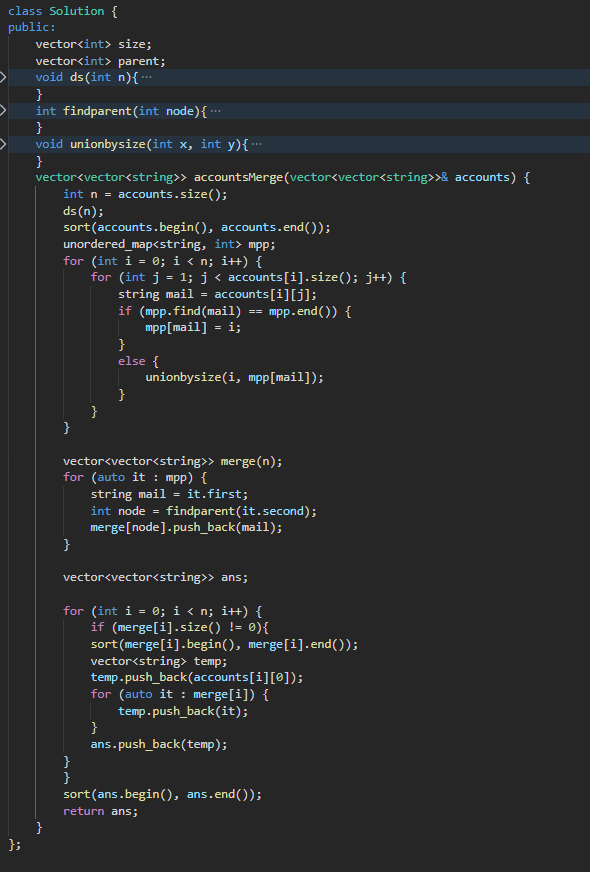 class Solution {
public:
    vector<int> size;
    vector<int> parent;
    void ds(int n){ ···
    }
    int findparent(int node){ ···
    }
    void unionbysize(int x, int y){ ···
    }
    vector<vector<string>> accountsMerge(vector<vector<string>>& accounts) {
        int n = accounts.size();
        ds(n);
        sort(accounts.begin(), accounts.end());
        unordered_map<string, int> mpp;
        for (int i = 0; i < n; i++) {
            for (int j = 1; j < accounts[i].size(); j++) {
                string mail = accounts[i][j];
                if (mpp.find(mail) == mpp.end()) {
                    mpp[mail] = i;
                }
                else {
                    unionbysize(i, mpp[mail]);
                }
            }
        }

        vector<vector<string>> merge(n);
        for (auto it : mpp) {
            string mail = it.first;
            int node = findparent(it.second);
            merge[node].push_back(mail);
        }

        vector<vector<string>> ans;

        for (int i = 0; i < n; i++) {
            if (merge[i].size() != 0){
            sort(merge[i].begin(), merge[i].end());
            vector<string> temp;
            temp.push_back(accounts[i][0]);
            for (auto it : merge[i]) {
                temp.push_back(it);
            }
            ans.push_back(temp);
        }
        }
        sort(ans.begin(), ans.end());
        return ans;
    }
};